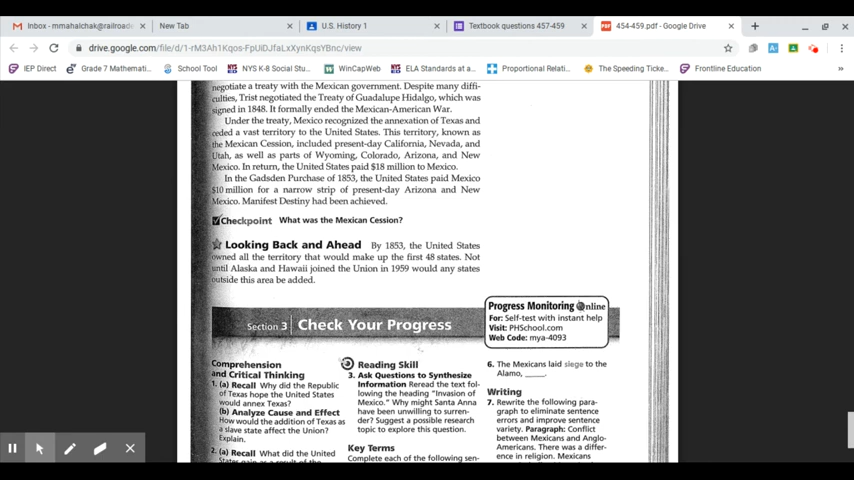 Inbox - mmahalchak@railroad
New Tab
U.S. History 1
Textbook questions 457-459
454-459.pdf - Google Drive
drive.google.com/file/d/1-rM3Ah1Kqos-FpUiDJfaLxXynKqsYBnc/view
IEP Direct
Grade 7 Mathemati...
School Tool
NYS K-8 Social Stu...
WinCapWeb
ELA Standards at a...
Proportional Relati...
The Speeding Ticke...
Frontline Education
negotiate a treaty with the Mexican government. Despite many diffi-
culties, Trist negotiated the Treaty of Guadalupe Hidalgo, which was
signed in 1848. It formally ended the Mexican-American War.
Under the treaty, Mexico recognized the annexation of Texas and
ceded a vast territory to the United States. This territory, known as
the Mexican Cession, included present-day California, Nevada, and
Utah, as well as parts of Wyoming, Colorado, Arizona, and New
Mexico. In return, the United States paid $18 million to Mexico.
In the Gadsden Purchase of 1853, the United States paid Mexico
$10 million for a narrow strip of present-day Arizona and New
Mexico. Manifest Destiny had been achieved.
Checkpoint What was the Mexican Cession?
Looking Back and Ahead By 1853, the United States
owned all the territory that would make up the first 48 states. Not
until Alaska and Hawaii joined the Union in 1959 would any states
outside this area be added.
Section 3 Check Your Progress
Progress Monitoring Online
For: Self-test with instant help
Visit: PHSchool.com
Web Code: mya-4093
Comprehension
and Critical Thinking
1. (a) Recall Why did the Republic
of Texas hope the United States
would annex Texas?
(b) Analyze Cause and Effect
How would the addition of Texas as
a slave state affect the Union?
Explain.
2. (a) Recall What did the United
States gain as a result of the
Reading Skill
3. Ask Questions to Synthesize
Information Reread the text fol-
lowing the heading "Invasion of
Mexico." Why might Santa Anna
have been unwilling to surren-
der? Suggest a possible research
topic to explore this question.
Key Terms
Complete each of the following sen-
6. The Mexicans laid siege to the
Alamo, _____.
Writing
7. Rewrite the following para-
graph to eliminate sentence
errors and improve sentence
variety. Paragraph: Conflict
between Mexicans and Anglo-
Americans. There was a differ-
ence in religion. Mexicans